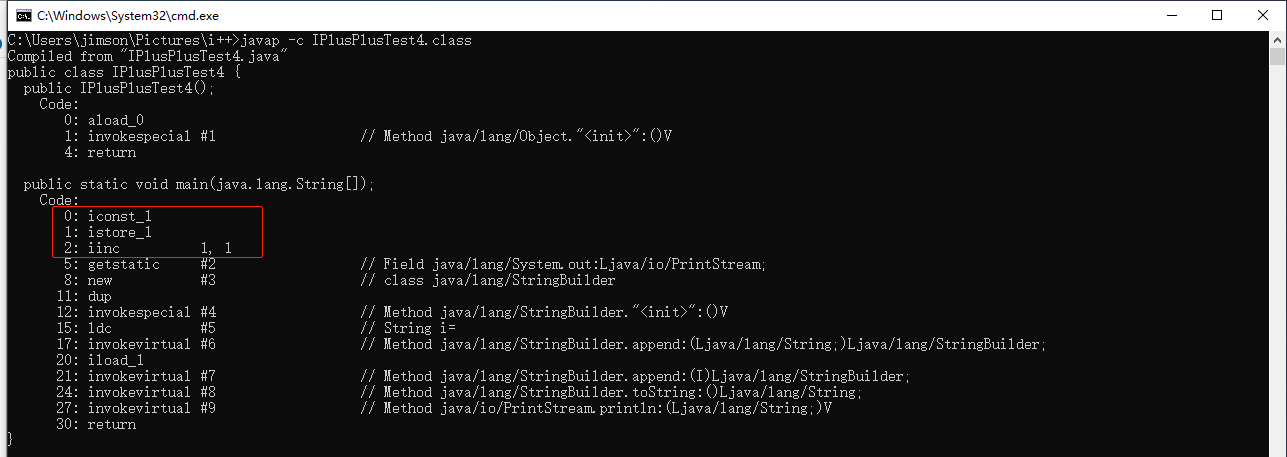 C:\Windows\System32\cmd.exe
C:\Users\jimson\Pictures\i++>javap -c IPlusPlusTest4.class
Compiled from "IPlusPlusTest4.java"
public class IPlusPlusTest4 {
  public IPlusPlusTest4();
    Code:
       0: aload_0
       1: invokespecial #1                  // Method java/lang/Object."<init>":()V
       4: return

  public static void main(java.lang.String[]);
    Code:
       0: iconst_1
       1: istore_1
       2: iinc          1, 1
       5: getstatic     #2                  // Field java/lang/System.out:Ljava/io/PrintStream;
       8: new           #3                  // class java/lang/StringBuilder
      11: dup
      12: invokespecial #4                  // Method java/lang/StringBuilder."<init>":()V
      15: ldc           #5                  // String i=
      17: invokevirtual #6                  // Method java/lang/StringBuilder.append:(Ljava/lang/String;)Ljava/lang/StringBuilder;
      20: iload_1
      21: invokevirtual #7                  // Method java/lang/StringBuilder.append:(I)Ljava/lang/StringBuilder;
      24: invokevirtual #8                  // Method java/lang/StringBuilder.toString:()Ljava/lang/String;
      27: invokevirtual #9                  // Method java/io/PrintStream.println:(Ljava/lang/String;)V
      30: return
}